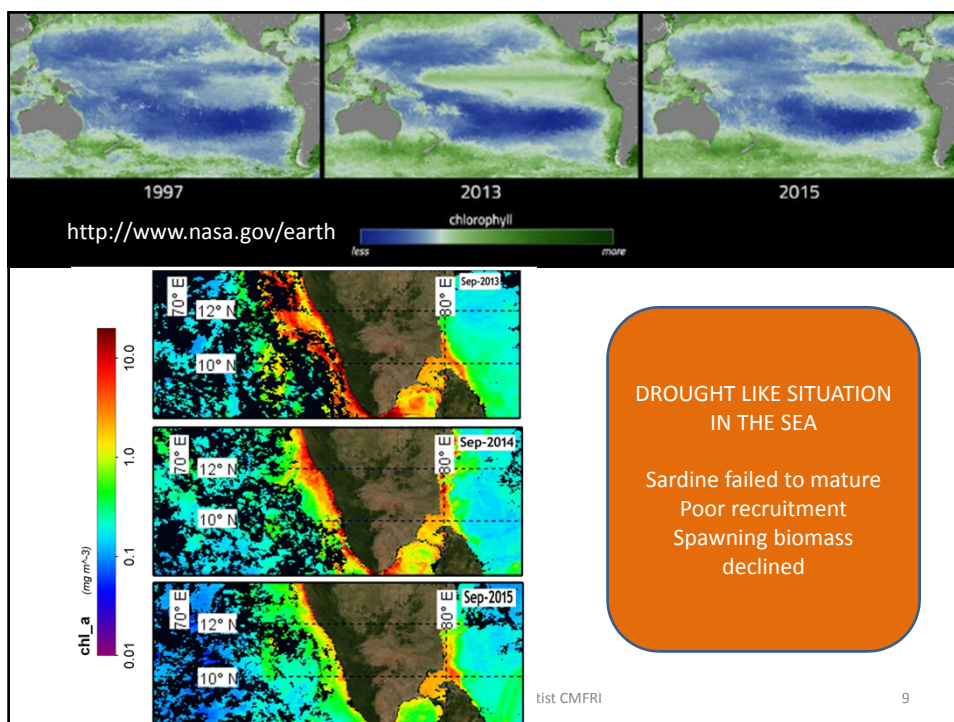 1997
2013
2015
http://www.nasa.gov/earth
chlorophyll
less
more
10.0
1.0
0.1
0.01
chl_a
(mg m^-3)
70° E
12° N
10° N
80° E
Sep-2013
70° E
12° N
10° N
80° E
Sep-2014
70° E
12° N
10° N
80° E
Sep-2015
DROUGHT LIKE SITUATION
IN THE SEA
Sardine failed to mature
Poor recruitment
Spawning biomass
declined
tist CMFRI
9